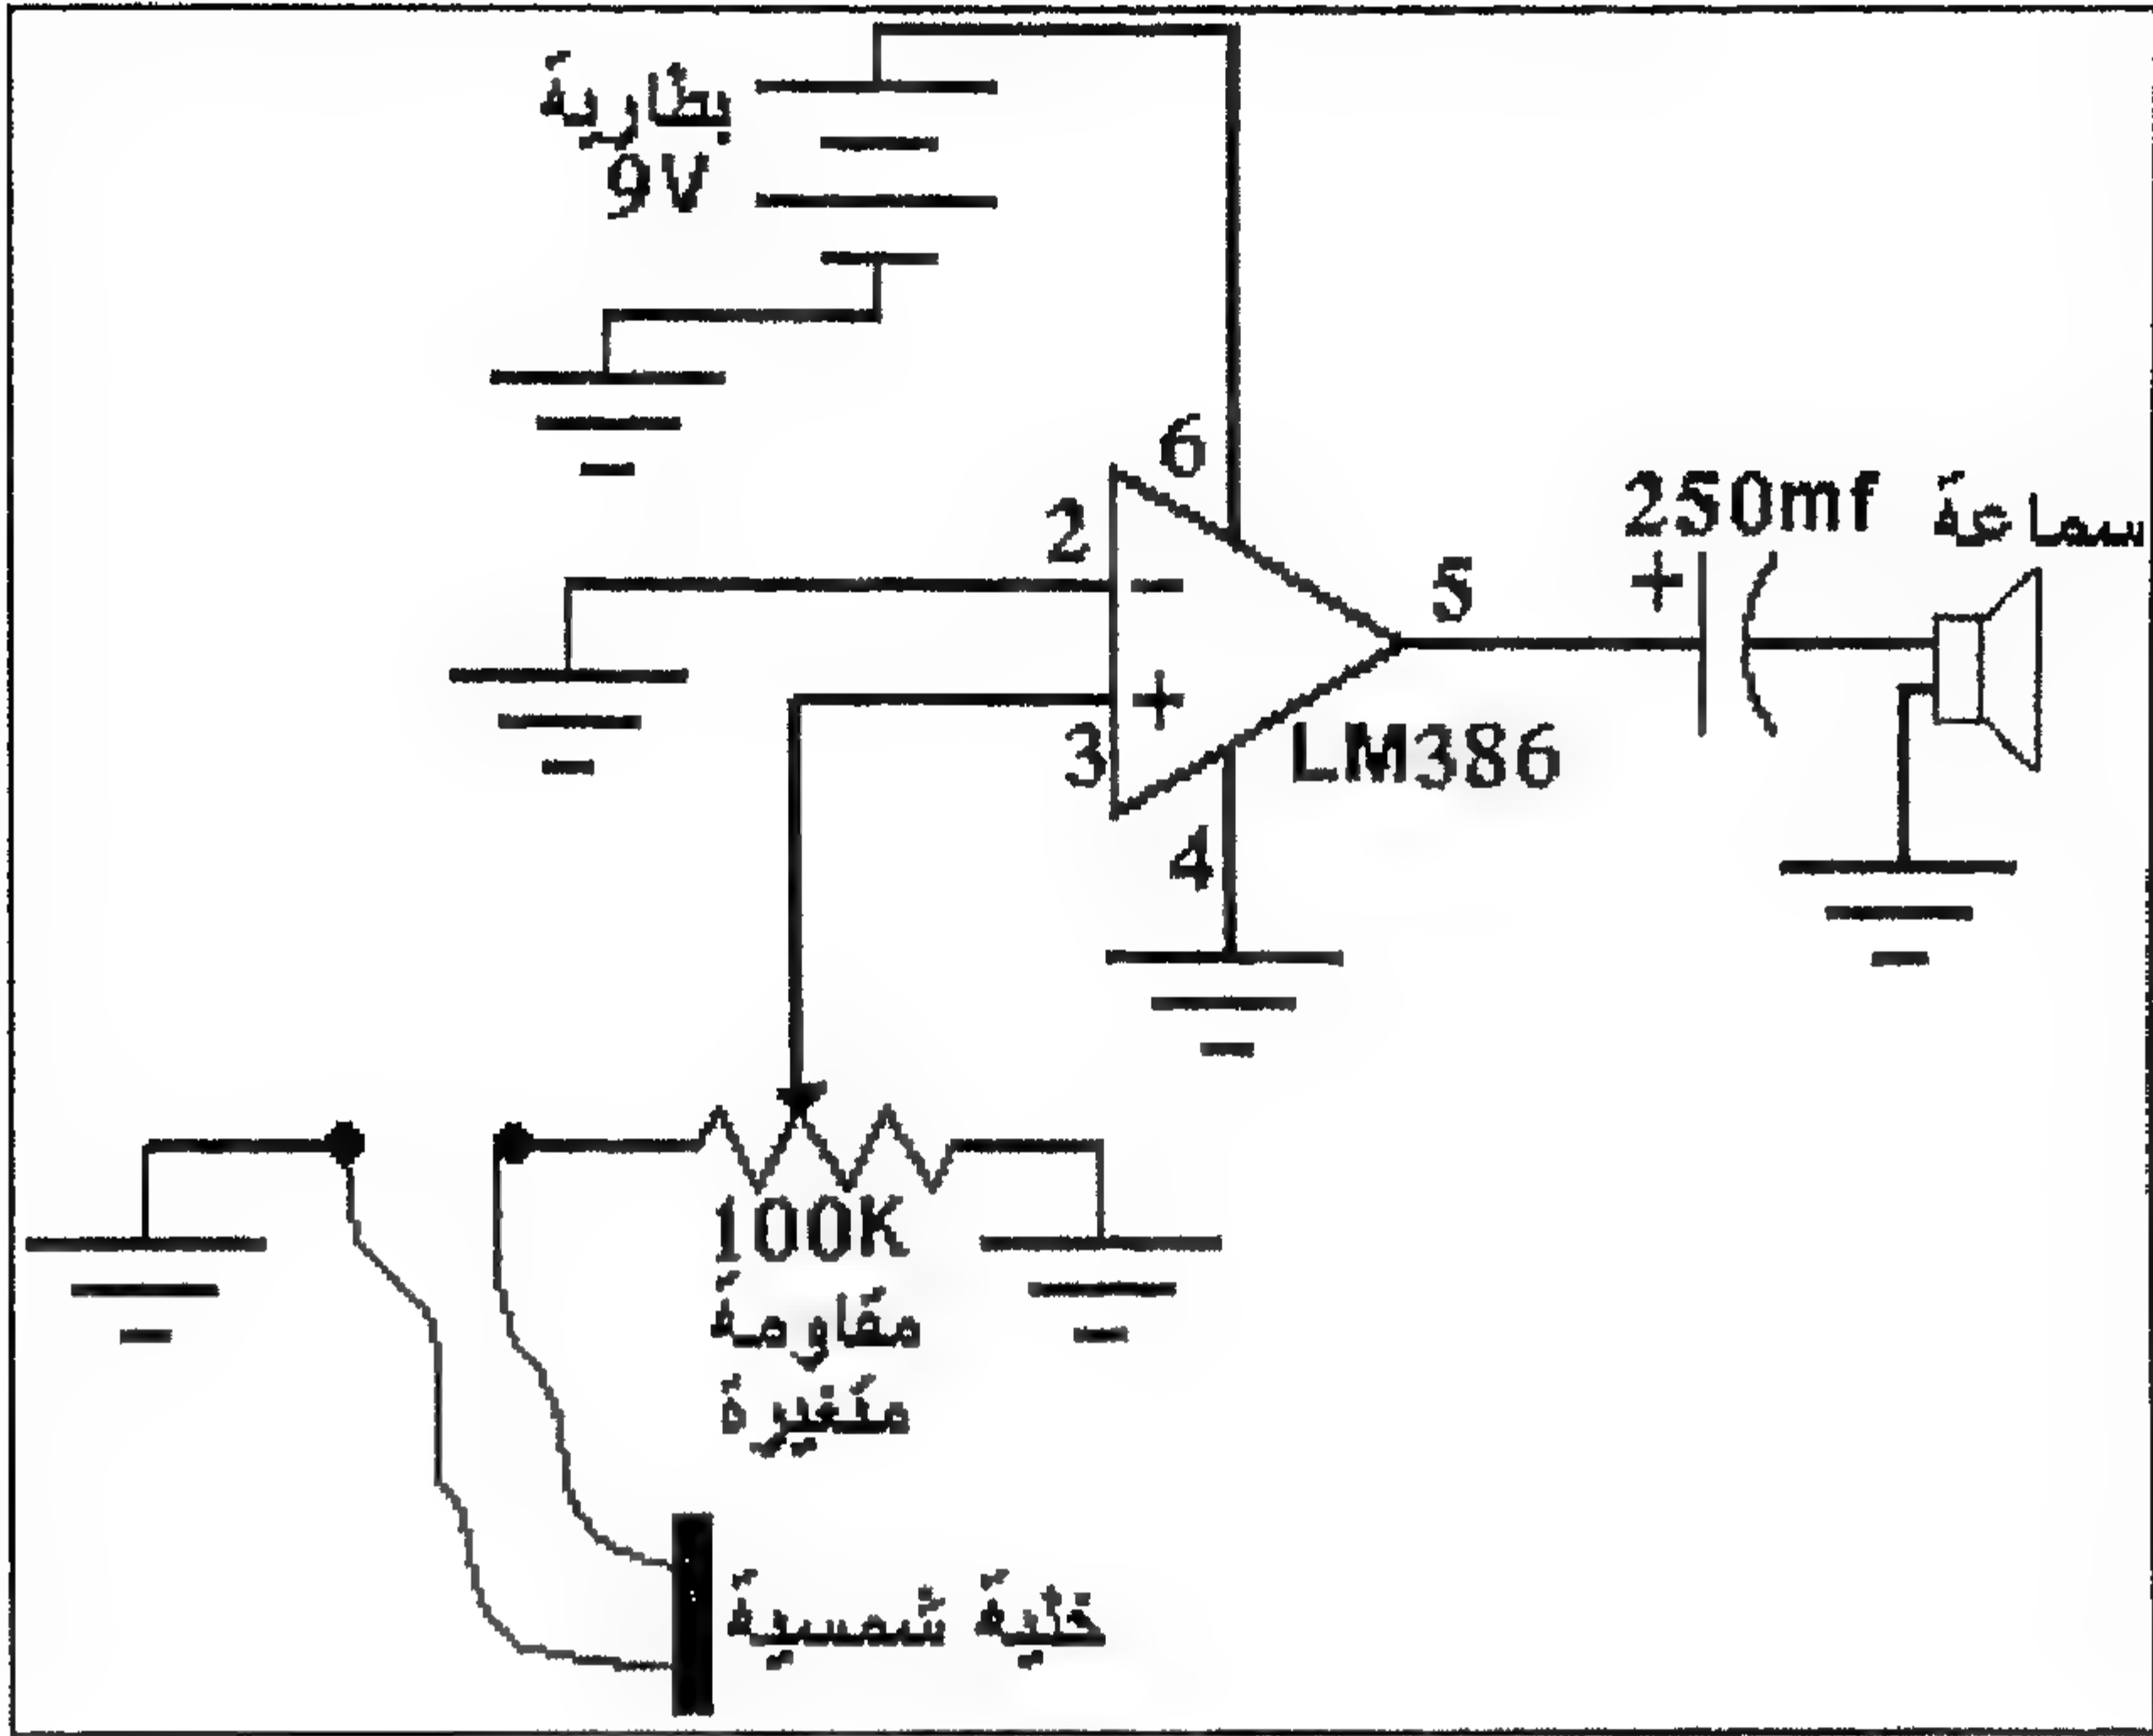 بطارية
9V
6
2
250mf
سماعة
+
5
-
+
3
LM386
4
100K
مقاومة
متغيرة
خلية شمسية